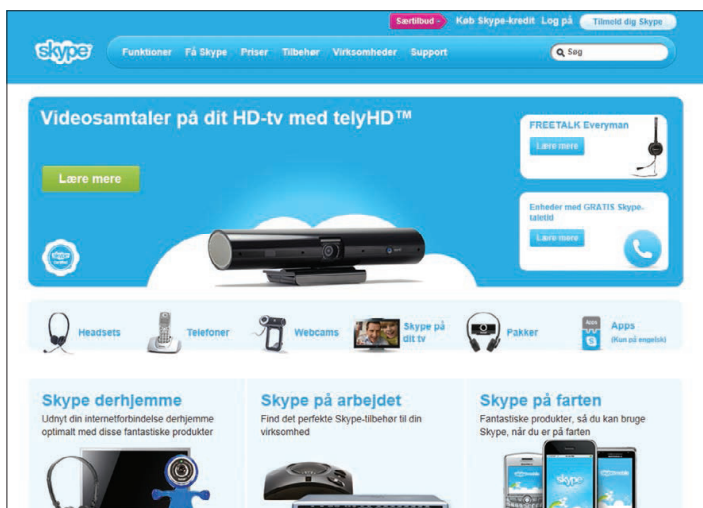 Særtilbud
Køb Skype-kredit
Log på
Tilmeld dig Skype
skype
Funktioner
Få Skype
Priser
Tilbehør
Virksomheder
Support
Søg
Videosamtaler på dit HD-tv med telyHD™
Lære mere
FREETALK Everyman
Lære mere
Enheder med GRATIS Skype-
taletid
Lære mere
skype
Headsets
Telefoner
Webcams
Skype på
dit tv
Pakker
Apps
Apps
(Kun på engelsk)
Skype derhjemme
Udnyt din internetforbindelse derhjemme
optimalt med disse fantastiske produkter
Skype på arbejdet
Find det perfekte Skype-tilbehør til din
virksomhed
Skype på farten
Fantastiske produkter, så du kan bruge
Skype, når du er på farten
skype